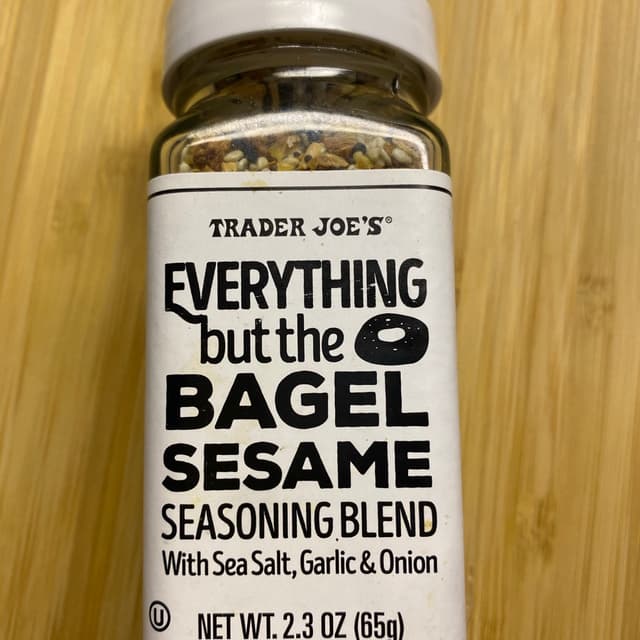 TRADER JOE'S®
EVERYTHING
but the
BAGEL
SESAME
SEASONING BLEND
With Sea Salt, Garlic & Onion
U NET WT. 2.3 OZ (65g)